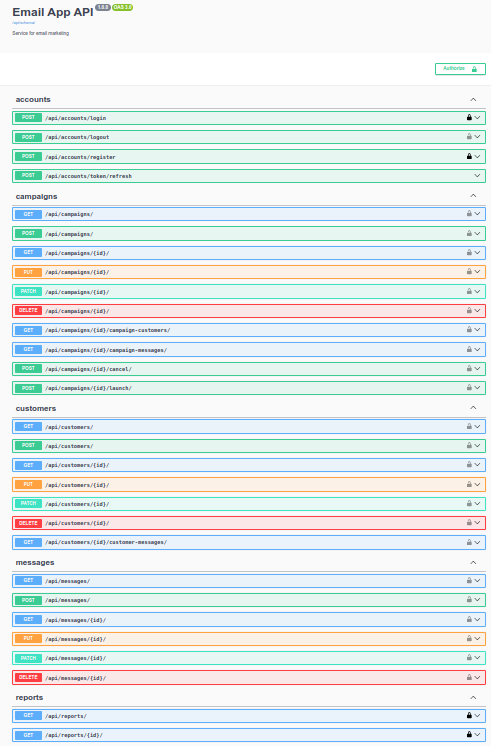 Email App API 1.0.0 OAS 3.0
/api/schema/
Service for email marketing
Authorize
accounts
POST /api/accounts/login
POST /api/accounts/logout
POST /api/accounts/register
POST /api/accounts/token/refresh
campaigns
GET /api/campaigns/
POST /api/campaigns/
GET /api/campaigns/{id}/
PUT /api/campaigns/{id}/
PATCH /api/campaigns/{id}/
DELETE /api/campaigns/{id}/
GET /api/campaigns/{id}/campaign-customers/
GET /api/campaigns/{id}/campaign-messages/
POST /api/campaigns/{id}/cancel/
POST /api/campaigns/{id}/launch/
customers
GET /api/customers/
POST /api/customers/
GET /api/customers/{id}/
PUT /api/customers/{id}/
PATCH /api/customers/{id}/
DELETE /api/customers/{id}/
GET /api/customers/{id}/customer-messages/
messages
GET /api/messages/
POST /api/messages/
GET /api/messages/{id}/
PUT /api/messages/{id}/
PATCH /api/messages/{id}/
DELETE /api/messages/{id}/
reports
GET /api/reports/
GET /api/reports/{id}/